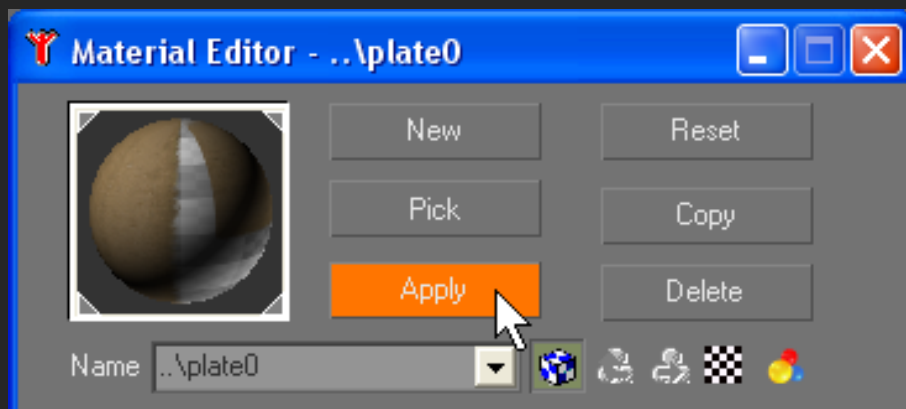 Material Editor - ..\plate0
New Reset
Pick Copy
Apply Delete
Name ..\plate0